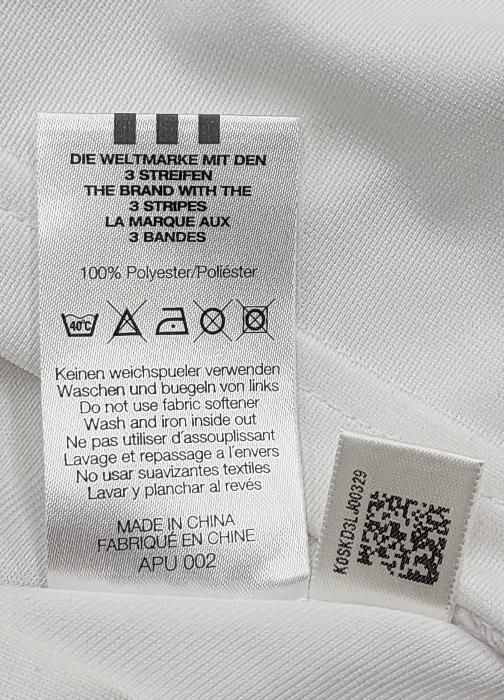 DIE WELTMARKE MIT DEN
3 STREIFEN
THE BRAND WITH THE
3 STRIPES
LA MARQUE AUX
3 BANDES
100% Polyester/Poliéster
40°C
Keinen weichspueler verwenden
Waschen und buegeln von links
Do not use fabric softener
Wash and iron inside out
Ne pas utiliser d'assouplissant
Lavage et repassage a l'envers
No usar suavizantes textiles
Lavar y planchar al revés
MADE IN CHINA
FABRIQUÉ EN CHINE
APU 002
K0SKD3LJ00329